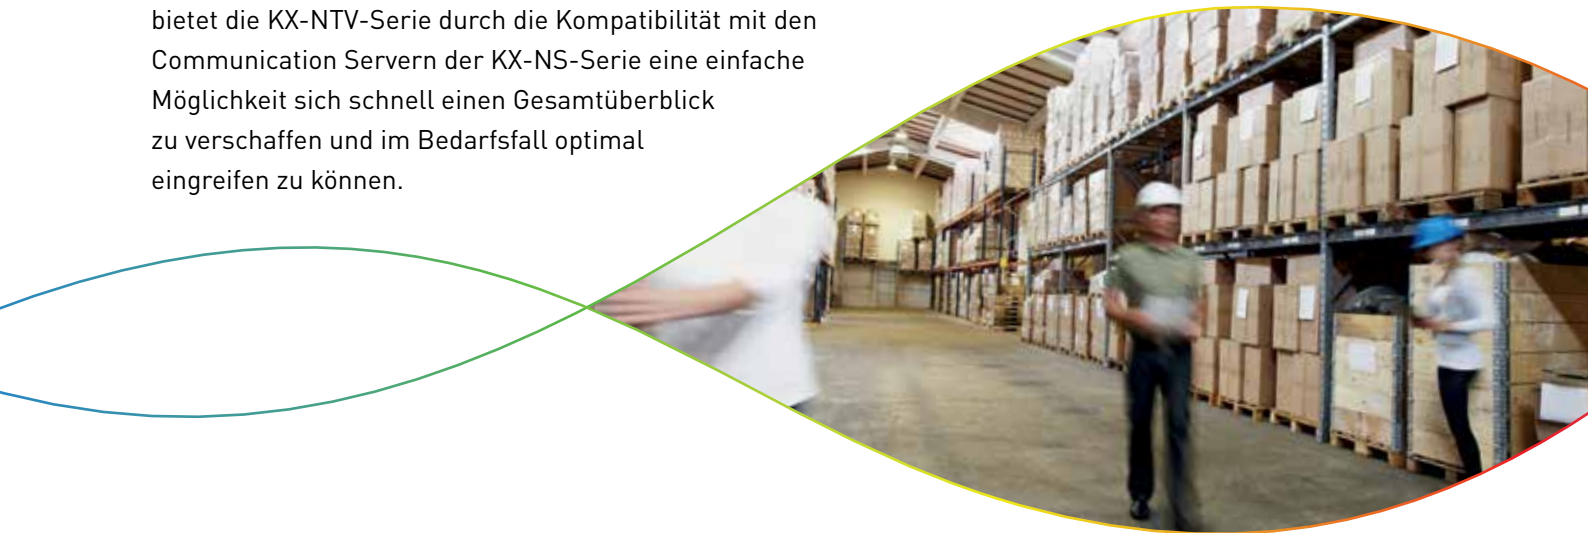 bietet die KX-NTV-Serie durch die Kompatibilität mit den
Communication Servern der KX-NS-Serie eine einfache
Möglichkeit sich schnell einen Gesamtüberblick
zu verschaffen und im Bedarfsfall optimal
eingreifen zu können.